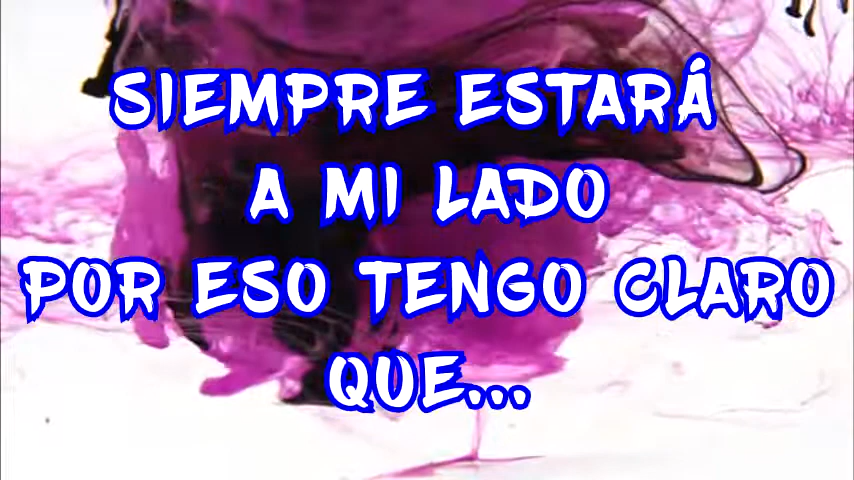 SIEMPRE ESTARÁ
A MI LADO
POR ESO TENGO CLARO
QUE...